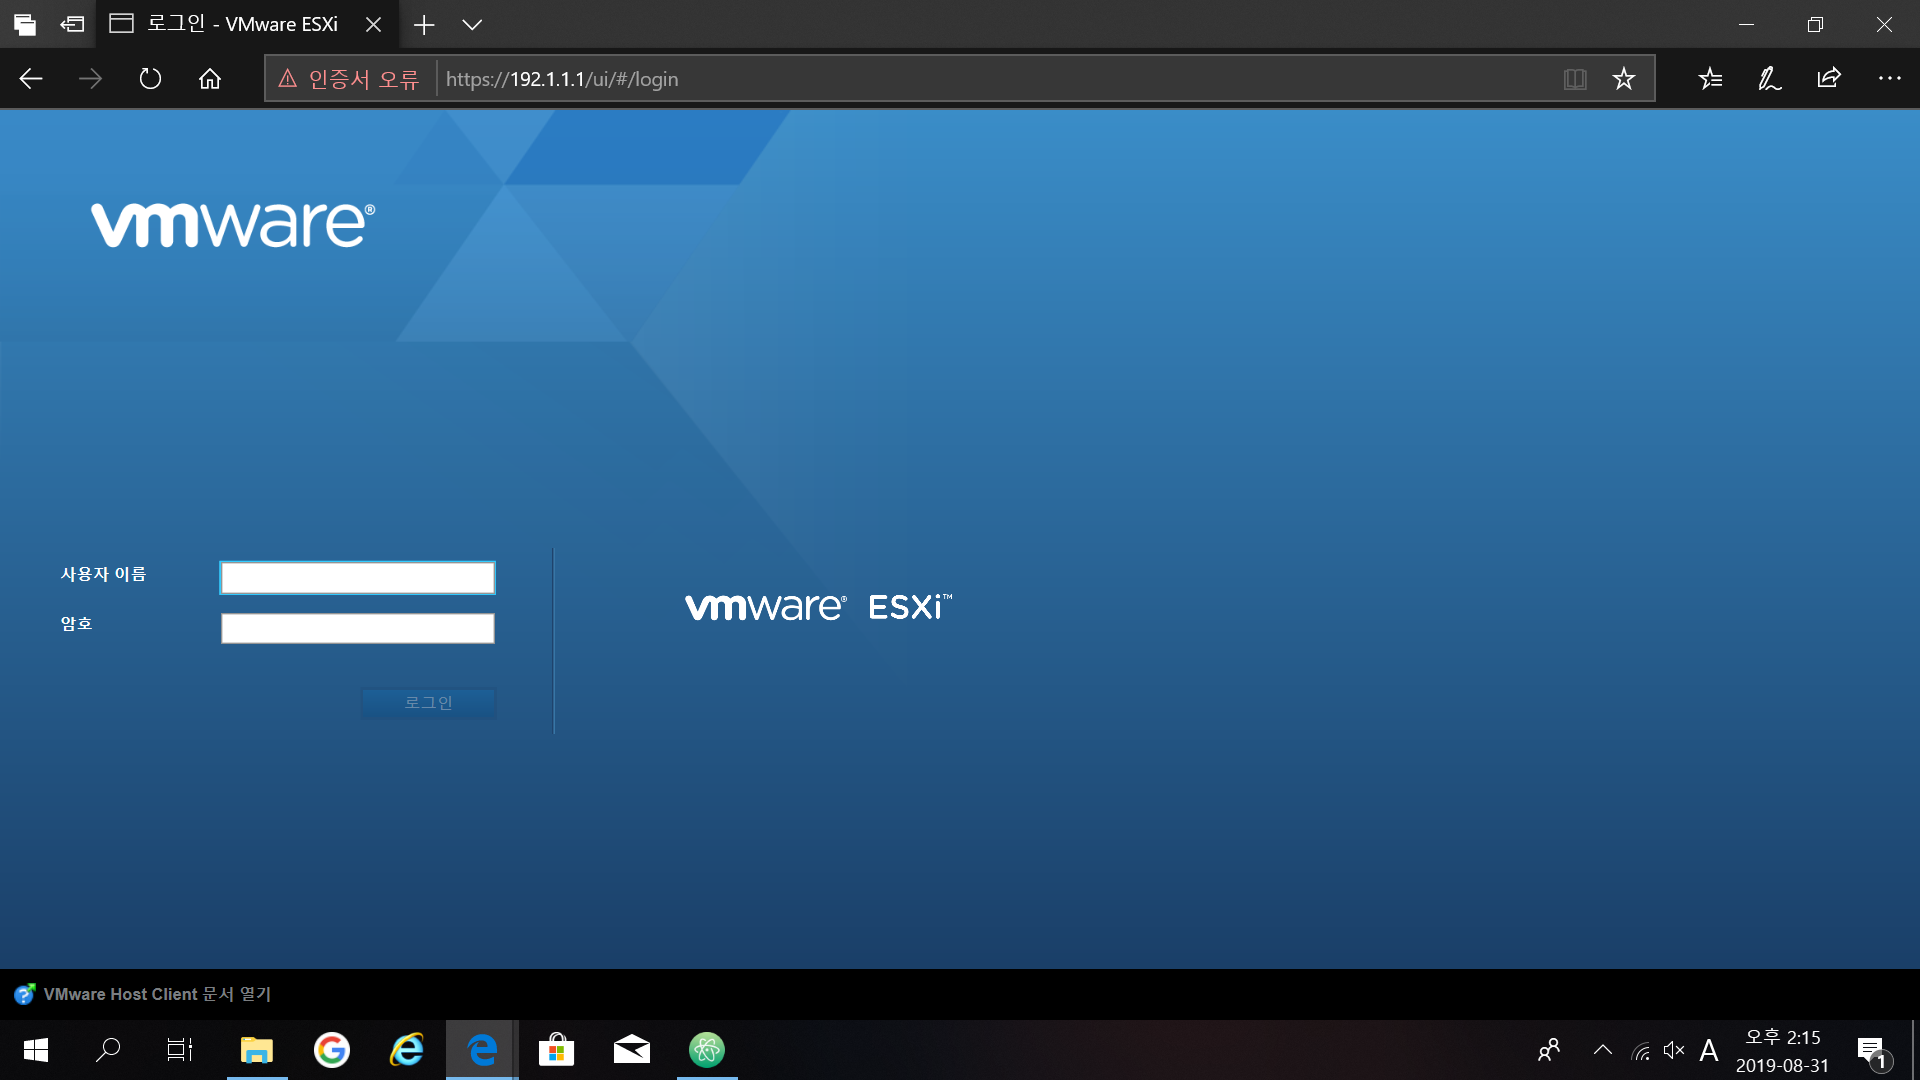 로그인 - VMware ESXi
인증서 오류
https://192.1.1.1/ui/#/login
vmware®
사용자 이름
암호
로그인
vmware® ESXi™
VMware Host Client 문서 열기
A
오후 2:15
2019-08-31
1